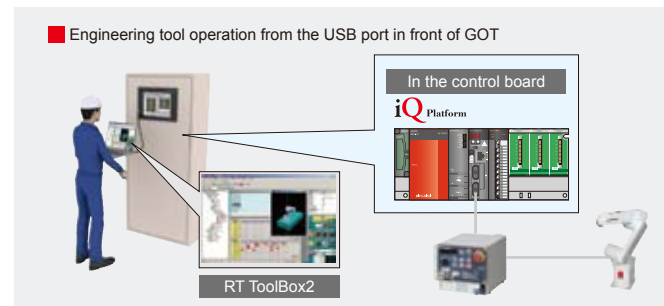 Engineering tool operation from the USB port in front of GOT
In the control board
iQ Platform
RT ToolBox2